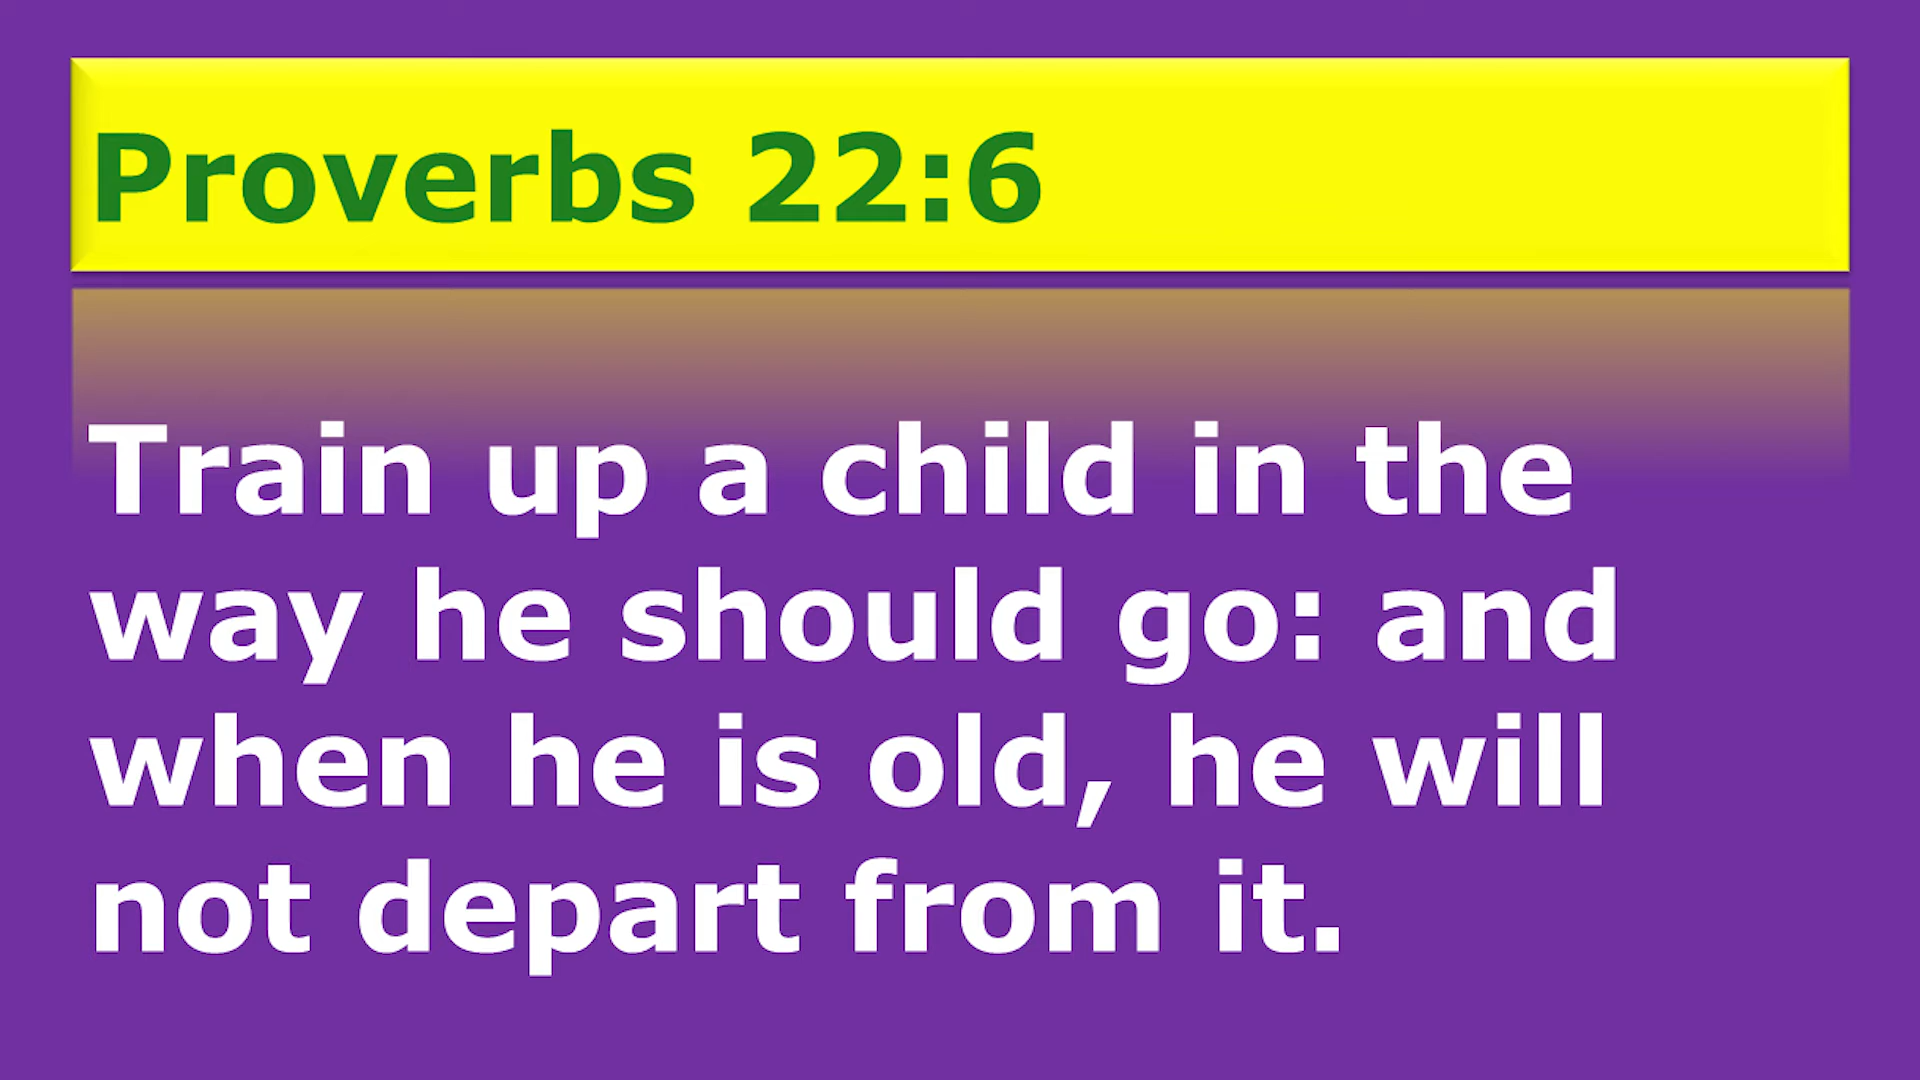 Proverbs 22:6
Train up a child in the
way he should go: and
when he is old, he will
not depart from it.